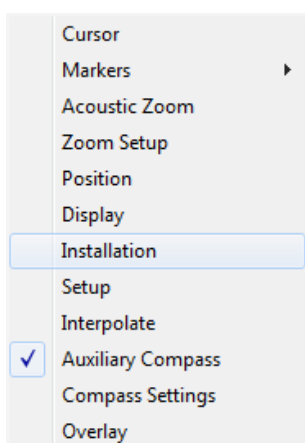 Cursor
Markers
Acoustic Zoom
Zoom Setup
Position
Display
Installation
Setup
Interpolate
Auxiliary Compass
Compass Settings
Overlay